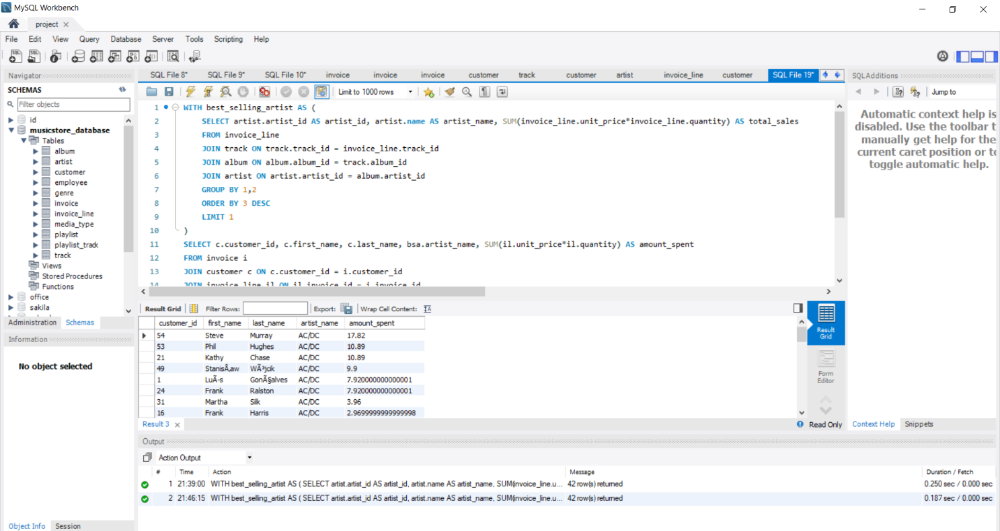 MySQL Workbench
project
File Edit View Query Database Server Tools Scripting Help
Navigator
SCHEMAS
Filter objects
id
musicstore_database
Tables
album
artist
customer
employee
genre
invoice
invoice_line
media_type
playlist
playlist_track
track
Views
Stored Procedures
Functions
office
sakila
Administration Schemas
Information
No object selected
Object Info Session
SQL File 8* SQL File 9* SQL File 10* invoice invoice invoice customer track customer artist invoice_line customer SQL File 19*
Limit to 1000 rows
1 WITH best_selling_artist AS (
2 SELECT artist.artist_id AS artist_id, artist.name AS artist_name, SUM(invoice_line.unit_price*invoice_line.quantity) AS total_sales
3 FROM invoice_line
4 JOIN track ON track.track_id = invoice_line.track_id
5 JOIN album ON album.album_id = track.album_id
6 JOIN artist ON artist.artist_id = album.artist_id
7 GROUP BY 1,2
8 ORDER BY 3 DESC
9 LIMIT 1
10 )
11 SELECT c.customer_id, c.first_name, c.last_name, bsa.artist_name, SUM(il.unit_price*il.quantity) AS amount_spent
12 FROM invoice i
13 JOIN customer c ON c.customer_id = i.customer_id
14 JOIN invoice_line il ON il.invoice_id = i.invoice_id
Result Grid Filter Rows: Export: Wrap Cell Content:
customer_id first_name last_name artist_name amount_spent
54 Steve Murray AC/DC 17.82
53 Phil Hughes AC/DC 10.89
21 Kathy Chase AC/DC 10.89
49 StanisÅ‚aw WÃ³jcik AC/DC 9.9
1 LuÃ-s GonÃ§alves AC/DC 7.920000000000001
24 Frank Ralston AC/DC 7.920000000000001
31 Martha Silk AC/DC 3.96
16 Frank Harris AC/DC 2.9699999999999998
Result Grid
Form Editor
Result 3
Read Only
SQLAdditions
Jump to
Automatic context help is
disabled. Use the toolbar t
manually get help for the
current caret position or to
toggle automatic help.
Context Help Snippets
Output
Action Output
# Time Action Message Duration / Fetch
1 21:39:00 WITH best_selling_artist AS ( SELECT artist.artist_id AS artist_id, artist.name AS artist_name, SUM(invoice_line.u... 42 row(s) returned 0.250 sec / 0.000 sec
2 21:46:15 WITH best_selling_artist AS ( SELECT artist.artist_id AS artist_id, artist.name AS artist_name, SUM(invoice_line.u... 42 row(s) returned 0.187 sec / 0.000 sec